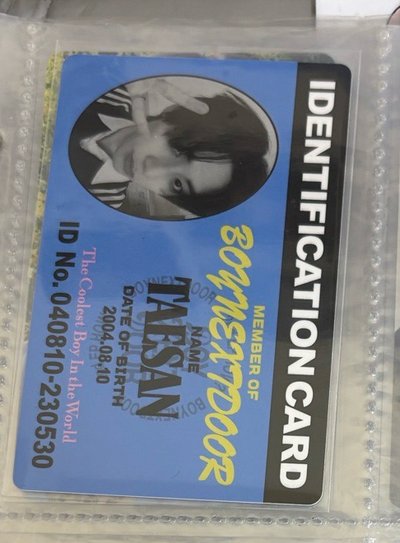 IDENTIFICATION CARD
MEMBER OF
BOYNEXTDOOR
NAME
TAESAN
DATE OF BIRTH
2004.08.10
The Coolest Boy In the World
ID No. 040810-230530
BOYNEXTDOOR